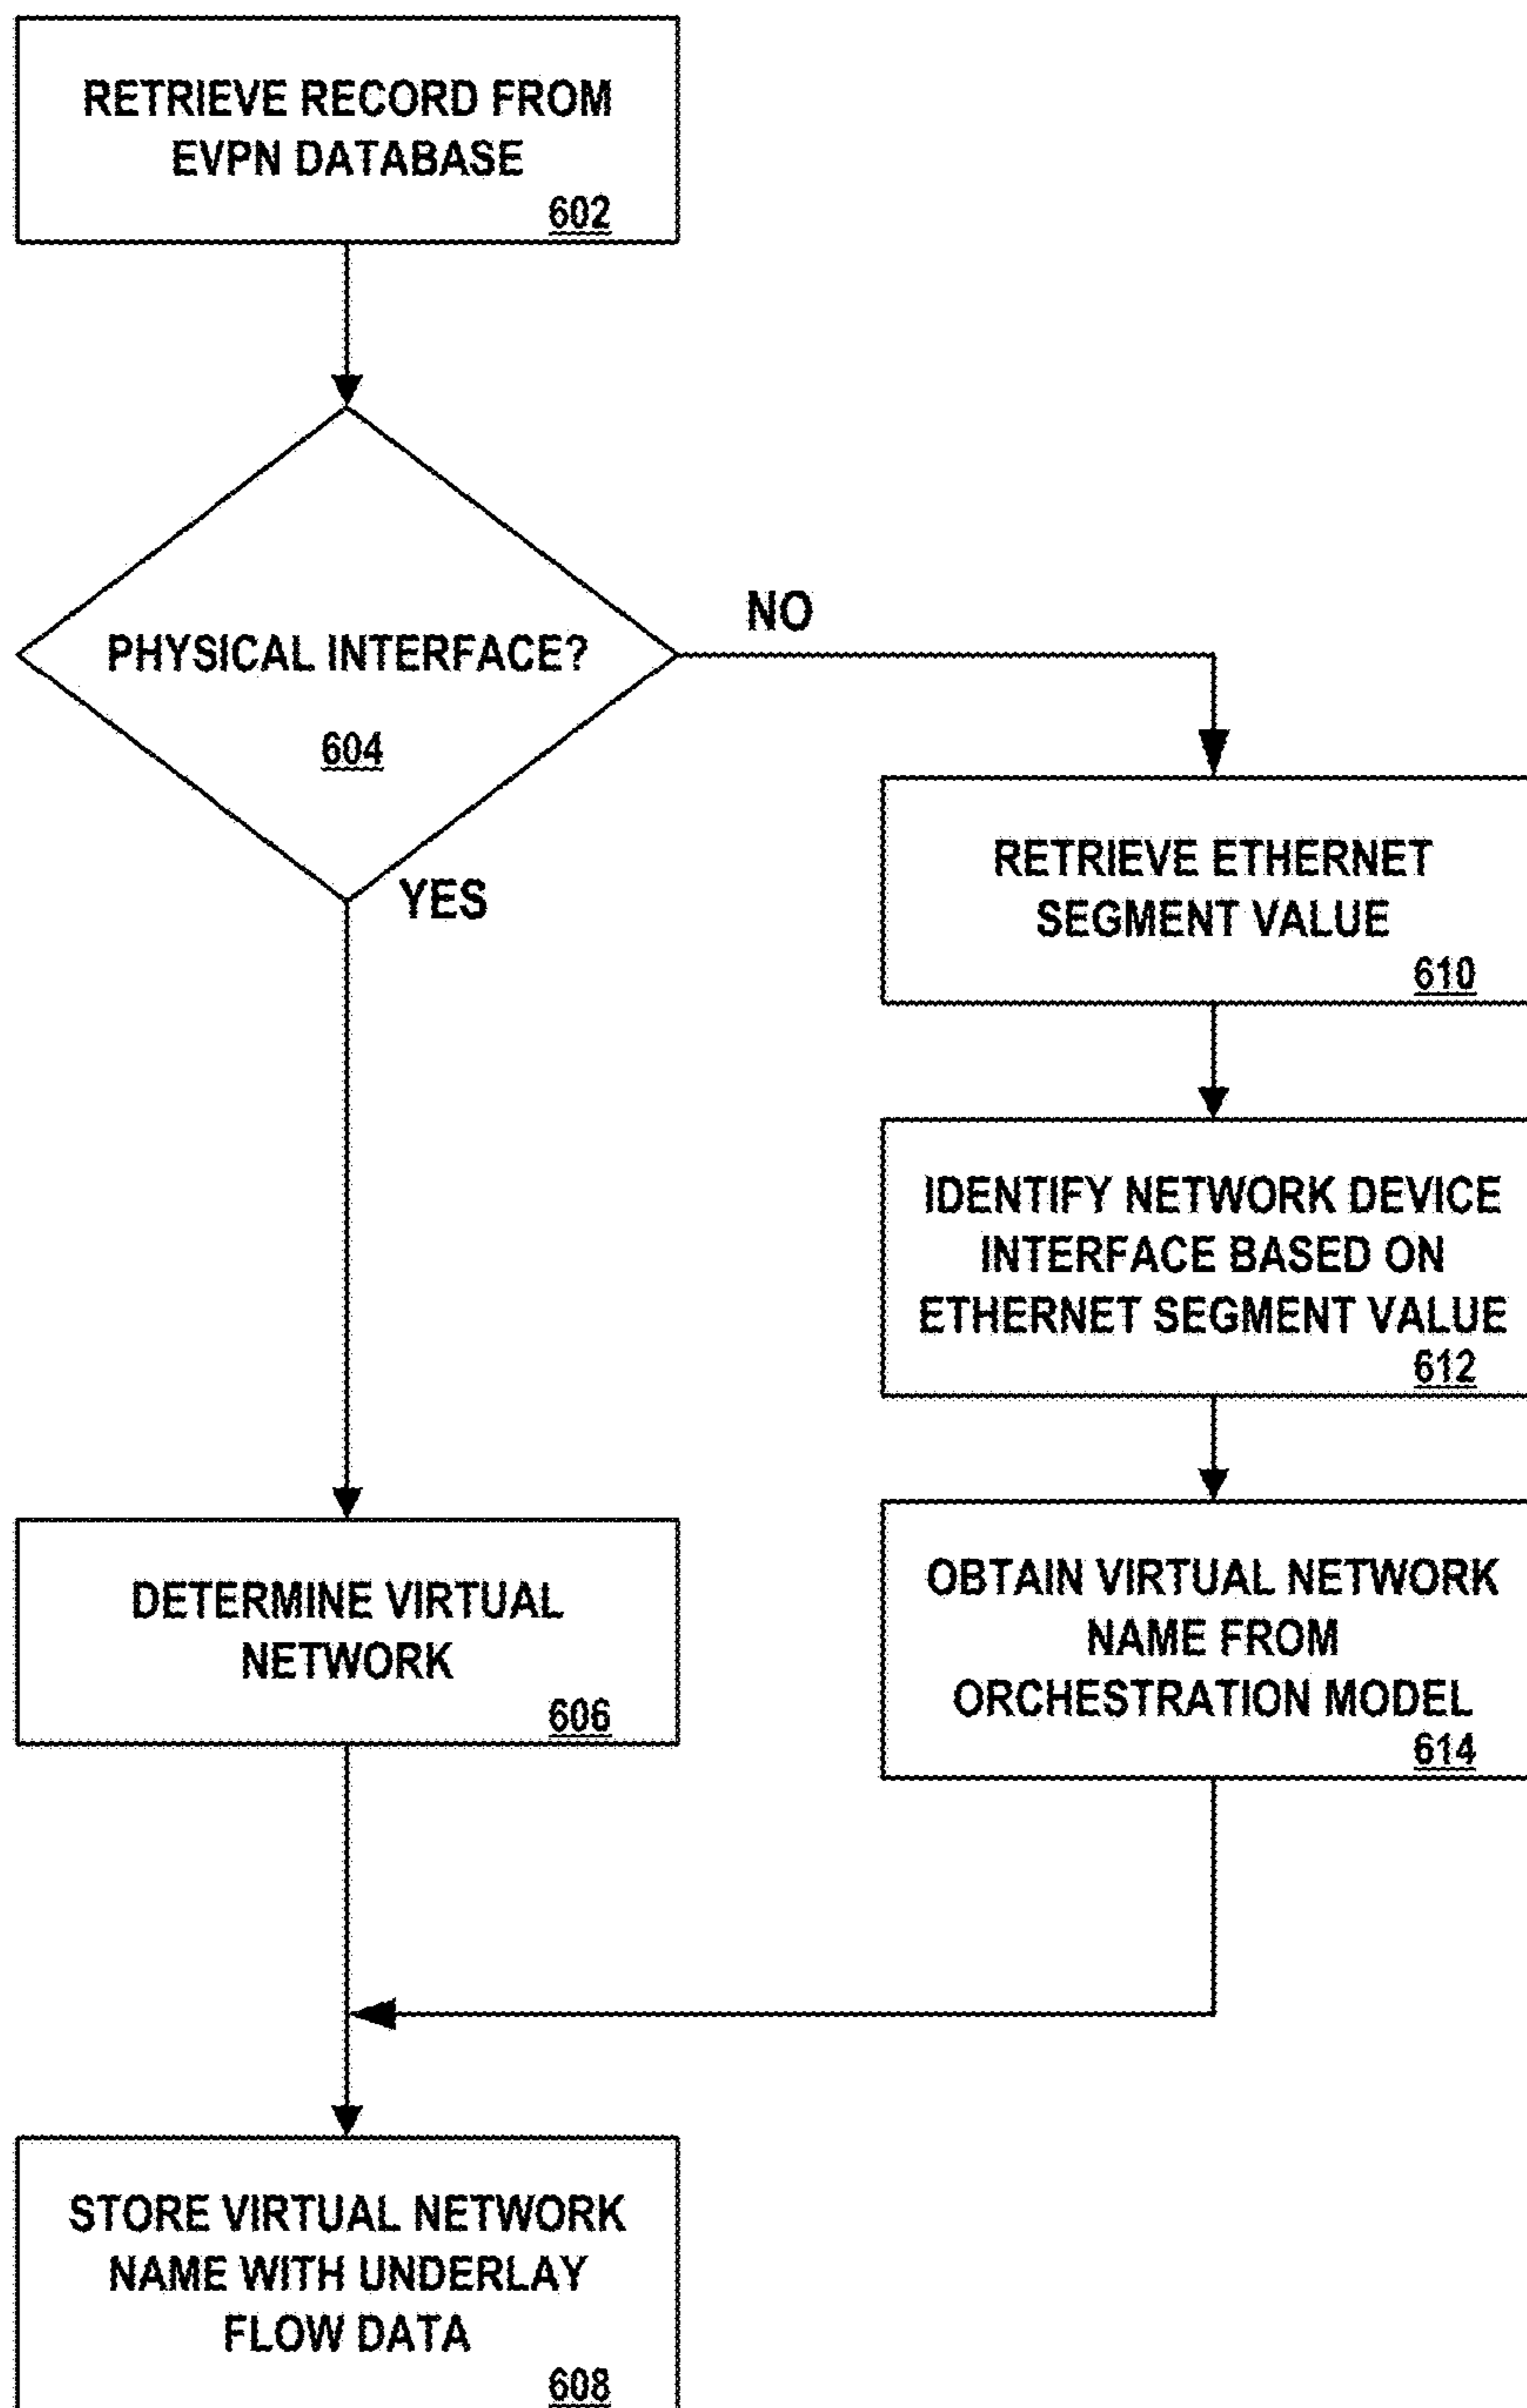 RETRIEVE RECORD FROM
EVPN DATABASE
602
PHYSICAL INTERFACE?
604
NO
YES
RETRIEVE ETHERNET
SEGMENT VALUE
610
IDENTIFY NETWORK DEVICE
INTERFACE BASED ON
ETHERNET SEGMENT VALUE
612
DETERMINE VIRTUAL
NETWORK
606
OBTAIN VIRTUAL NETWORK
NAME FROM
ORCHESTRATION MODEL
614
STORE VIRTUAL NETWORK
NAME WITH UNDERLAY
FLOW DATA
608